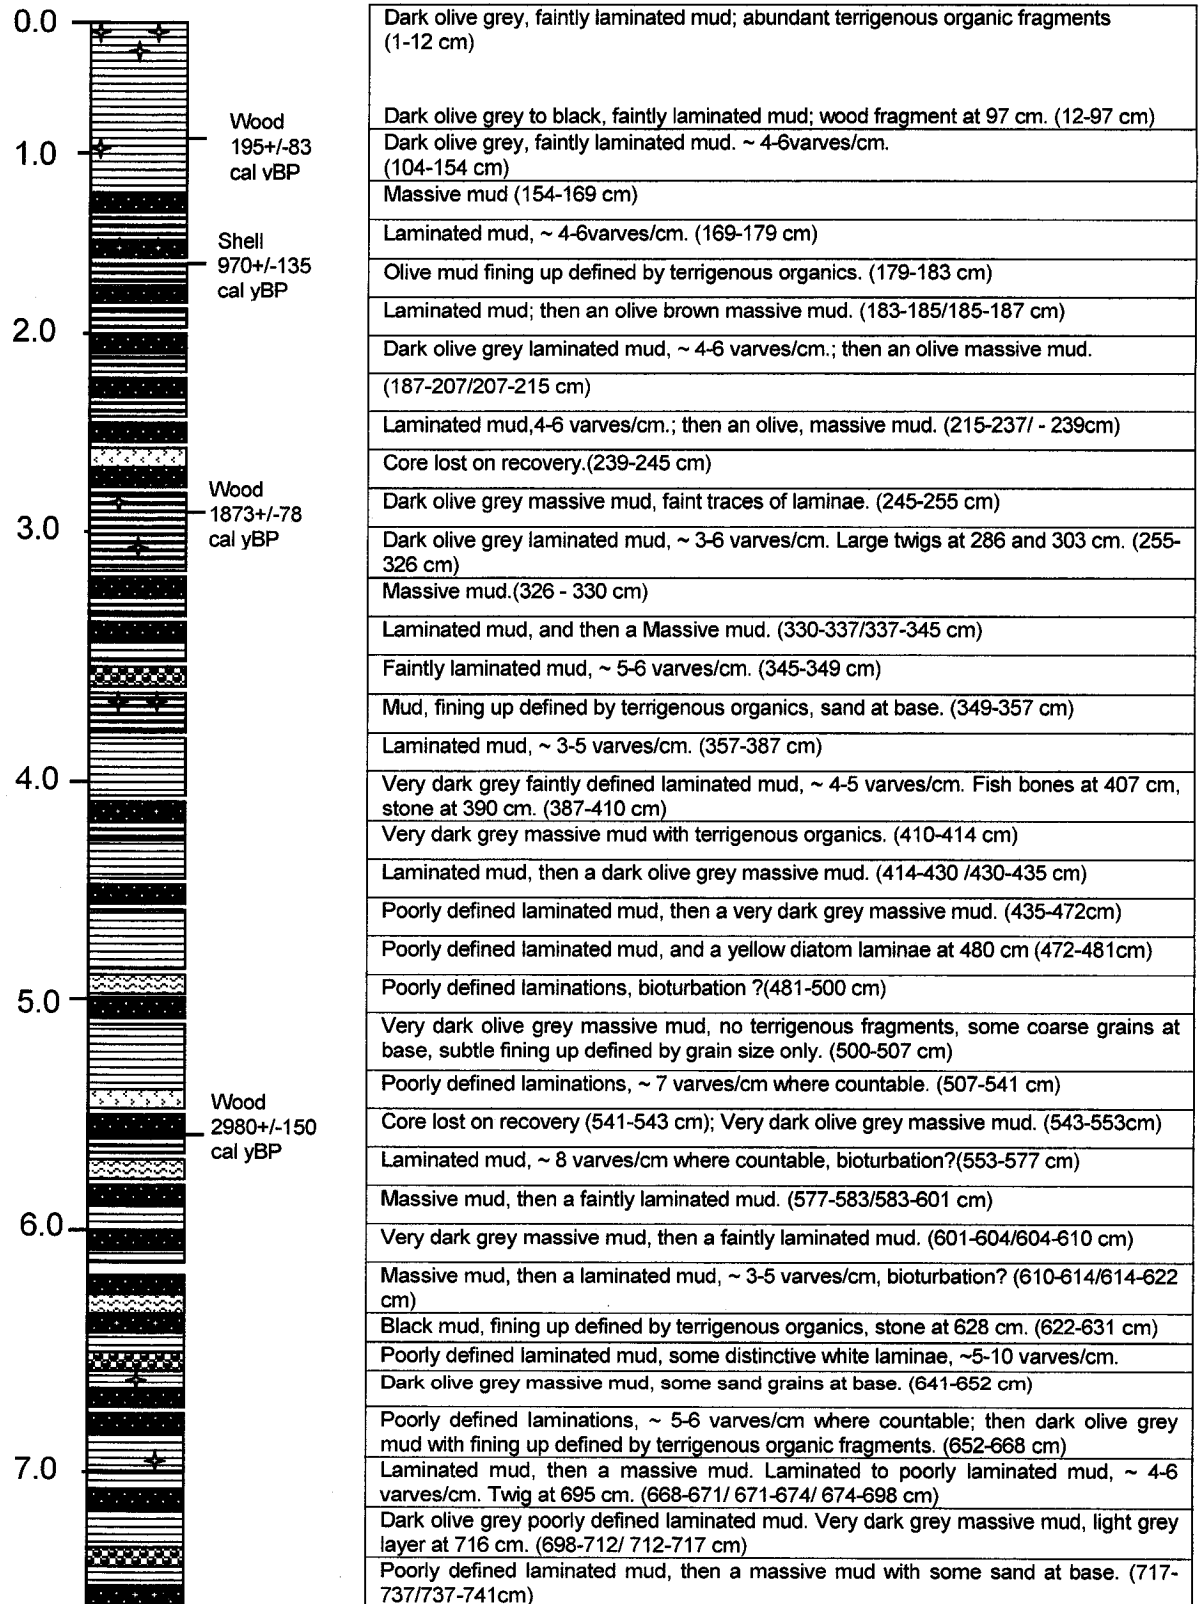 0.0
1.0
2.0
3.0
4.0
5.0
6.0
7.0
Wood
195+/-83
cal vBP
Shell
970+/-135
cal yBP
Wood
1873+/-78
cal yBP
Wood
2980+/-150
cal yBP
Dark olive grey, faintly laminated mud; abundant terrigenous organic fragments
(1-12 cm)
Dark olive grey to black, faintly laminated mud; wood fragment at 97 cm. (12-97 cm)
Dark olive grey, faintly laminated mud. ~ 4-6varves/cm.
(104-154 cm)
Massive mud (154-169 cm)
Laminated mud, ~ 4-6varves/cm. (169-179 cm)
Olive mud fining up defined by terrigenous organics. (179-183 cm)
Laminated mud; then an olive brown massive mud. (183-185/185-187 cm)
Dark olive grey laminated mud, ~ 4-6 varves/cm.; then an olive massive mud.
(187-207/207-215 cm)
Laminated mud,4-6 varves/cm.; then an olive, massive mud. (215-237/ - 239cm)
Core lost on recovery.(239-245 cm)
Dark olive grey massive mud, faint traces of laminae. (245-255 cm)
Dark olive grey laminated mud, ~ 3-6 varves/cm. Large twigs at 286 and 303 cm. (255-
326 cm)
Massive mud.(326 - 330 cm)
Laminated mud, and then a Massive mud. (330-337/337-345 cm)
Faintly laminated mud, ~ 5-6 varves/cm. (345-349 cm)
Mud, fining up defined by terrigenous organics, sand at base. (349-357 cm)
Laminated mud, ~ 3-5 varves/cm. (357-387 cm)
Very dark grey faintly defined laminated mud, ~ 4-5 varves/cm. Fish bones at 407 cm,
stone at 390 cm. (387-410 cm)
Very dark grey massive mud with terrigenous organics. (410-414 cm)
Laminated mud, then a dark olive grey massive mud. (414-430 /430-435 cm)
Poorly defined laminated mud, then a very dark grey massive mud. (435-472cm)
Poorly defined laminated mud, and a yellow diatom laminae at 480 cm (472-481cm)
Poorly defined laminations, bioturbation ?(481-500 cm)
Very dark olive grey massive mud, no terrigenous fragments, some coarse grains at
base, subtle fining up defined by grain size only. (500-507 cm)
Poorly defined laminations, ~ 7 varves/cm where countable. (507-541 cm)
Core lost on recovery (541-543 cm); Very dark olive grey massive mud. (543-553cm)
Laminated mud, ~ 8 varves/cm where countable, bioturbation?(553-577 cm)
Massive mud, then a faintly laminated mud. (577-583/583-601 cm)
Very dark grey massive mud, then a faintly laminated mud. (601-604/604-610 cm)
Massive mud, then a laminated mud, ~ 3-5 varves/cm, bioturbation? (610-614/614-622
cm)
Black mud, fining up defined by terrigenous organics, stone at 628 cm. (622-631 cm)
Poorly defined laminated mud, some distinctive white laminae, ~5-10 varves/cm.
Dark olive grey massive mud, some sand grains at base. (641-652 cm)
Poorly defined laminations, ~ 5-6 varves/cm where countable; then dark olive grey
mud with fining up defined by terrigenous organic fragments. (652-668 cm)
Laminated mud, then a massive mud. Laminated to poorly laminated mud, ~ 4-6
varves/cm. Twig at 695 cm. (668-671/ 671-674/ 674-698 cm)
Dark olive grey poorly defined laminated mud. Very dark grey massive mud, light grey
layer at 716 cm. (698-712/ 712-717 cm)
Poorly defined laminated mud, then a massive mud with some sand at base. (717-
737/737-741cm)